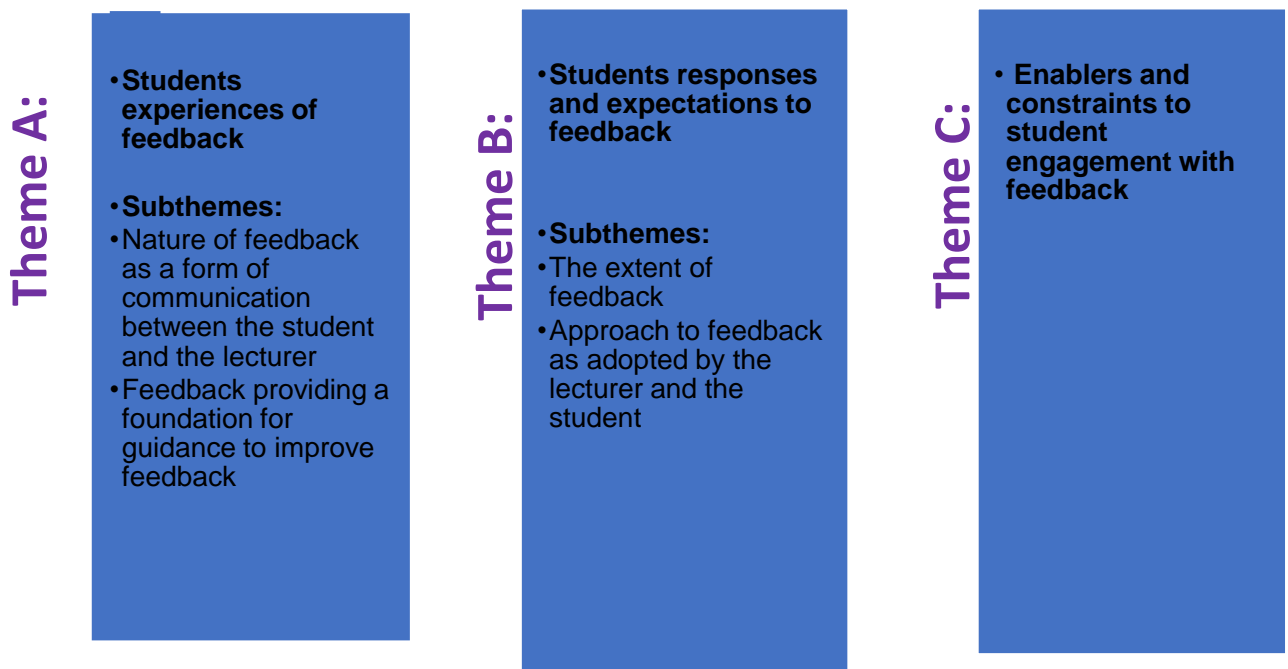 Theme A:
•Students
experiences of
feedback
•Subthemes:
•Nature of feedback
as a form of
communication
between the student
and the lecturer
•Feedback providing a
foundation for
guidance to improve
feedback
Theme B:
•Students responses
and expectations to
feedback
•Subthemes:
•The extent of
feedback
•Approach to feedback
as adopted by the
lecturer and the
student
Theme C:
• Enablers and
constraints to
student
engagement with
feedback